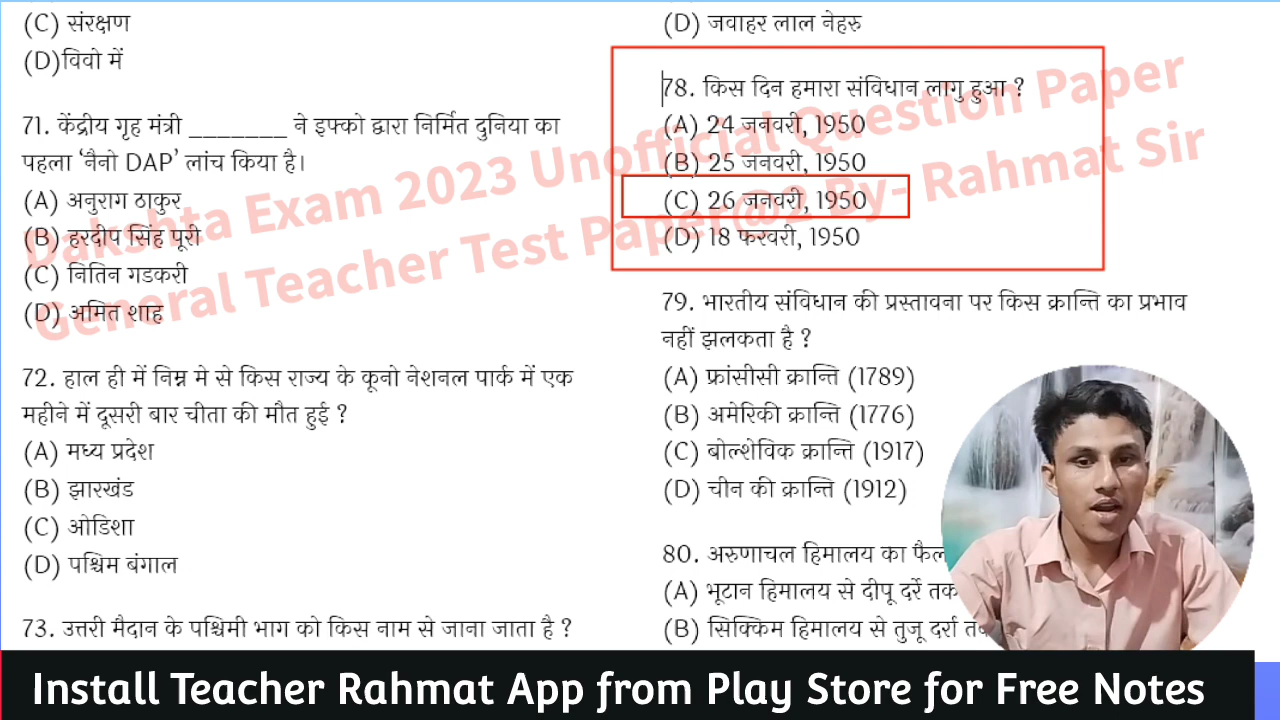 (C) संरक्षण
(D)विवो में
71. केंद्रीय गृह मंत्री _______ ने इफ्को द्वारा निर्मित दुनिया का
पहला ‘नैनो DAP’ लांच किया है।
(A) अनुराग ठाकुर
(B) हरदीप सिंह पूरी
(C) नितिन गडकरी
(D) अमित शाह
72. हाल ही में निम्न मे से किस राज्य के कूनो नेशनल पार्क में एक
महीने में दूसरी बार चीता की मौत हुई ?
(A) मध्य प्रदेश
(B) झारखंड
(C) ओडिशा
(D) पश्चिम बंगाल
73. उत्तरी मैदान के पश्चिमी भाग को किस नाम से जाना जाता है ?
(D) जवाहर लाल नेहरु
78. किस दिन हमारा संविधान लागु हुआ ?
(A) 24 जनवरी, 1950
(B) 25 जनवरी, 1950
(C) 26 जनवरी, 1950
(D) 18 फरवरी, 1950
79. भारतीय संविधान की प्रस्तावना पर किस क्रान्ति का प्रभाव
नहीं झलकता है ?
(A) फ्रांसीसी क्रान्ति (1789)
(B) अमेरिकी क्रान्ति (1776)
(C) बोल्शेविक क्रान्ति (1917)
(D) चीन की क्रान्ति (1912)
80. अरुणाचल हिमालय का
(A) भूटान हिमालय से दीपू दर्रे तक
(B) सिक्किम हिमालय से तुजू दर्रा
Dakshta Exam 2023 Unofficial Question Paper
General Teacher Test Paper@2 By- Rahmat Sir
Install Teacher Rahmat App from Play Store for Free Notes